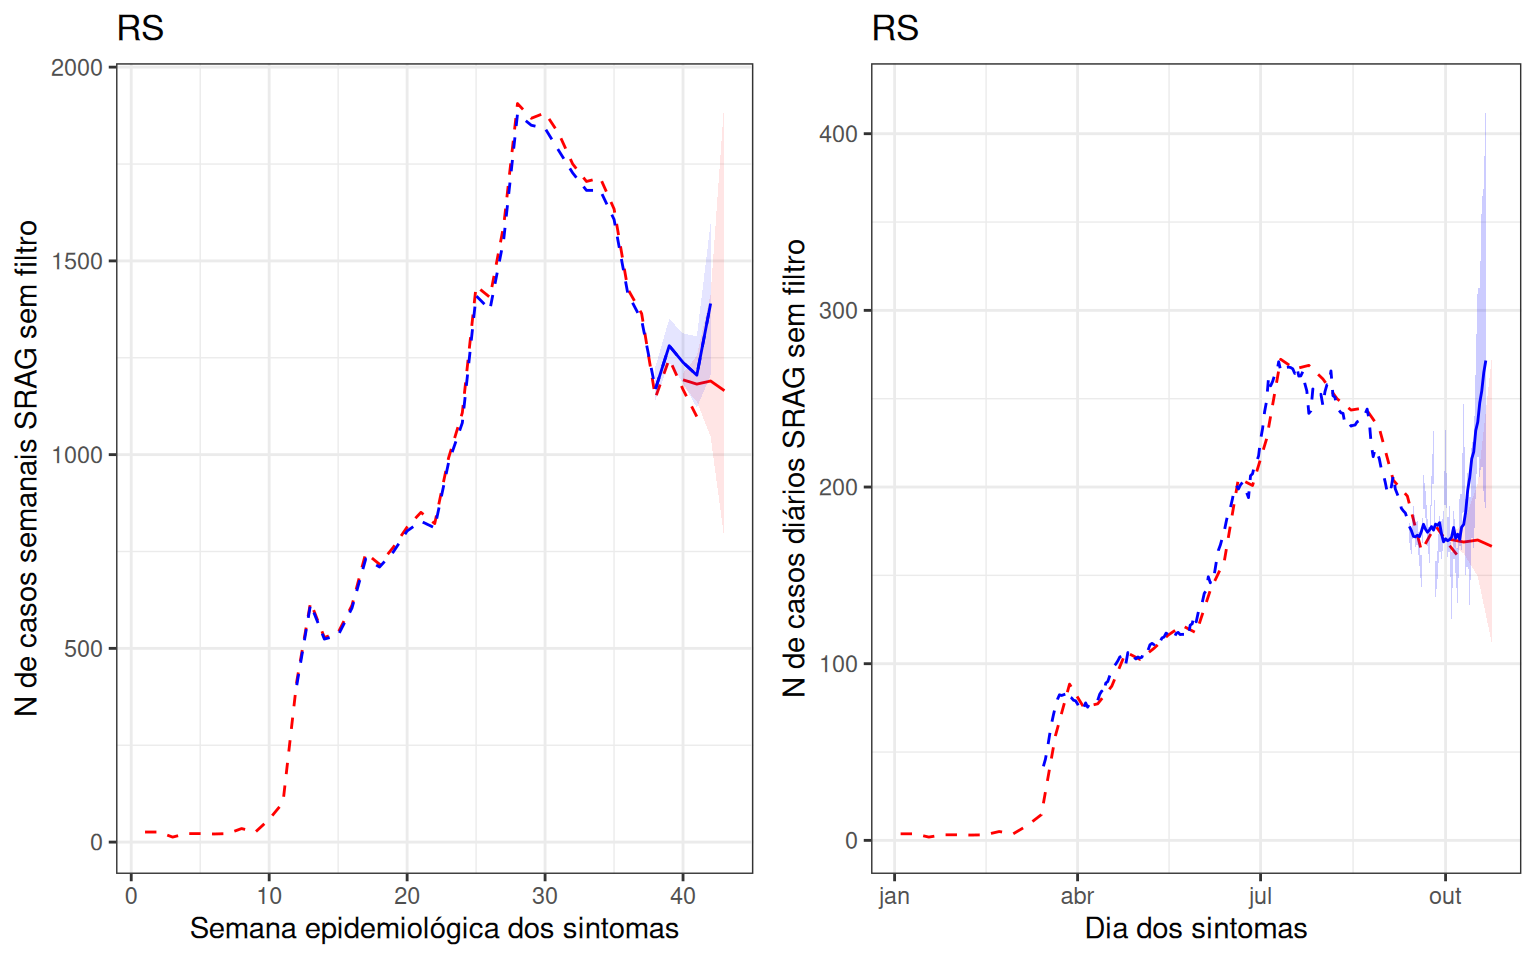 RS
N de casos semanais SRAG sem filtro
2000
1500
1000
500
0
0 10 20 30 40
Semana epidemiológica dos sintomas
RS
N de casos diários SRAG sem filtro
400
300
200
100
0
jan abr jul out
Dia dos sintomas